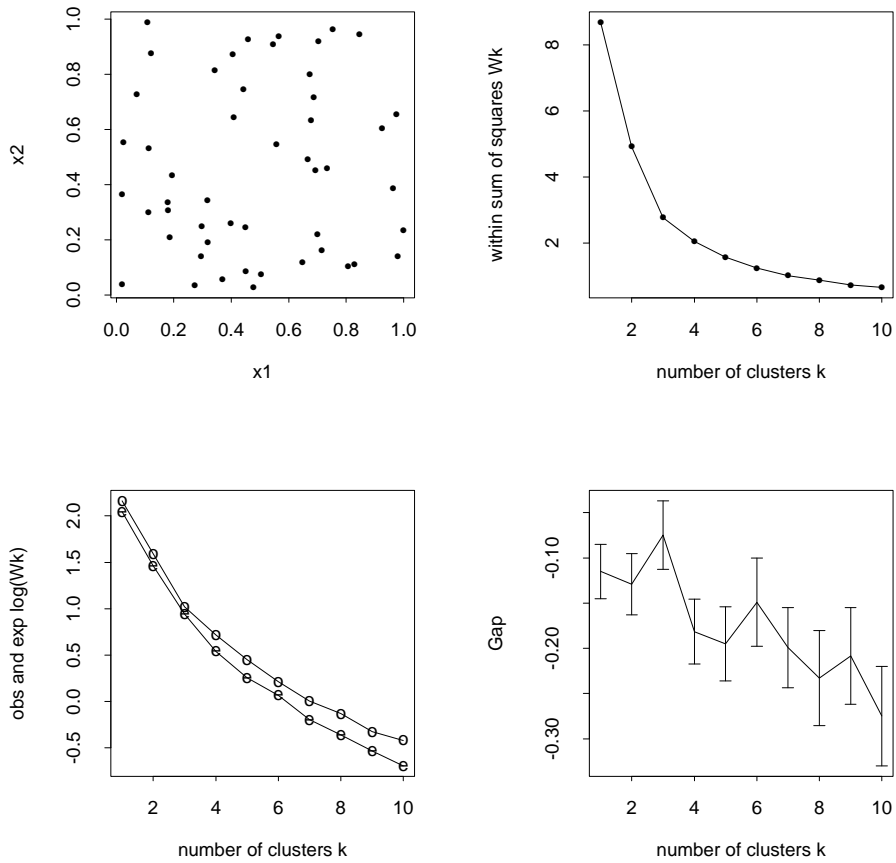 x2
1.0
0.8
0.6
0.4
0.2
0.0
0.0 0.2 0.4 0.6 0.8 1.0
x1
within sum of squares Wk
8
6
4
2
2 4 6 8 10
number of clusters k
obs and exp log(Wk)
2.0
1.5
1.0
0.5
0.0
-0.5
O O O O O O O O O O
E E E E E E E E E E
2 4 6 8 10
number of clusters k
Gap
-0.10
-0.20
-0.30
2 4 6 8 10
number of clusters k